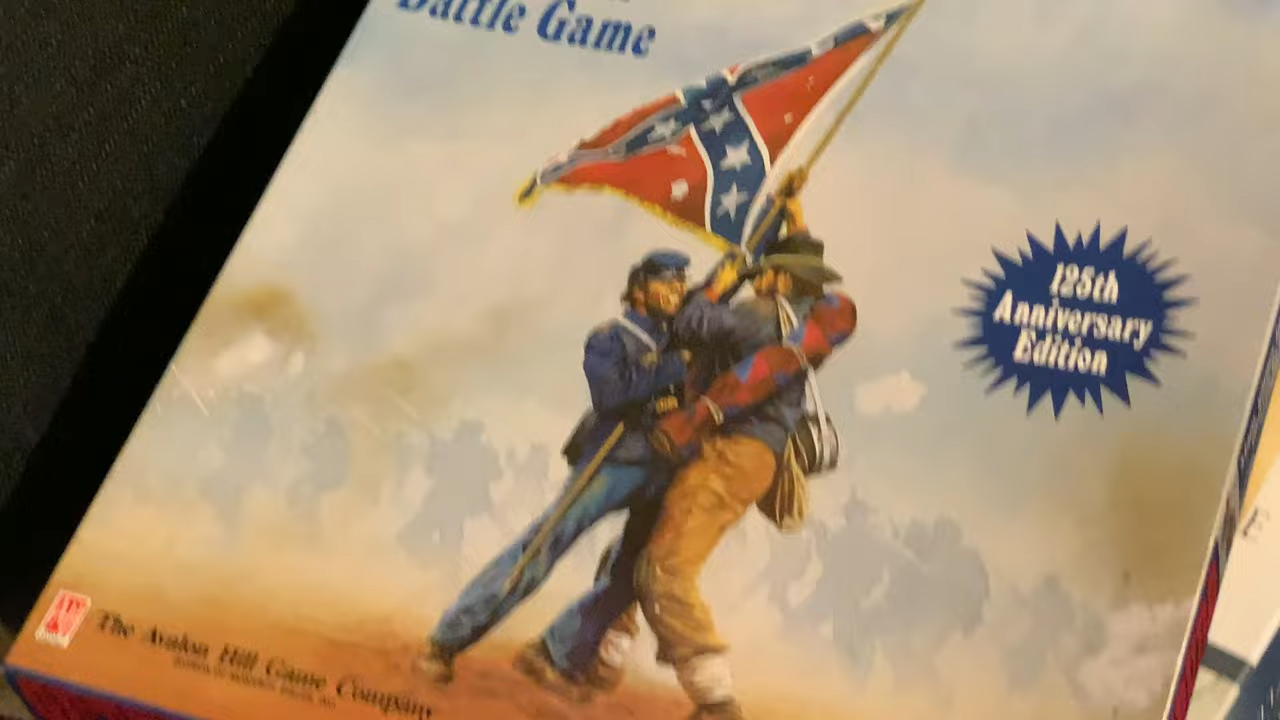 Battle Game
125th
Anniversary
Edition
The Avalon Hill Game Company